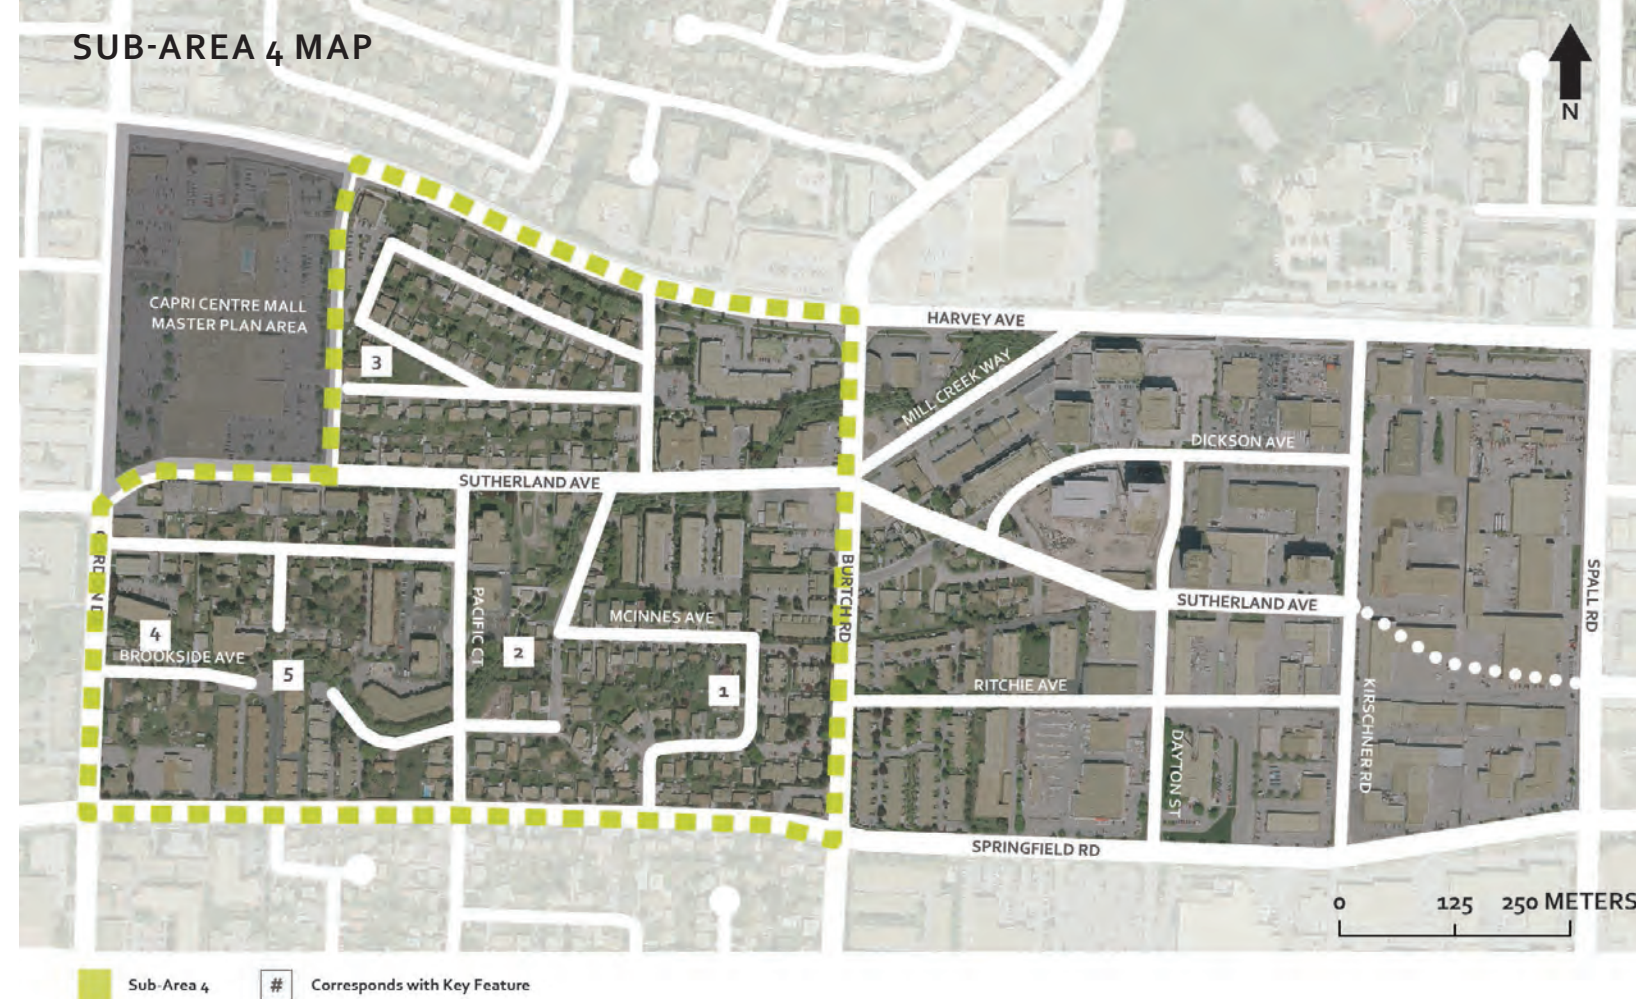 SUB-AREA 4 MAP
N
CAPRI CENTRE MALL
MASTER PLAN AREA
HARVEY AVE
3
MILL CREEK WAY
DICKSON AVE
SUTHERLAND AVE
BURTCH RD
SPALL RD
PACIFIC CT
SUTHERLAND AVE
MCINNES AVE
4
2
BROOKSIDE AVE
5
1
RITCHIE AVE
KIRSCHNER RD
DAYTON ST
SPRINGFIELD RD
0 125 250 METERS
Sub-Area 4
# Corresponds with Key Feature